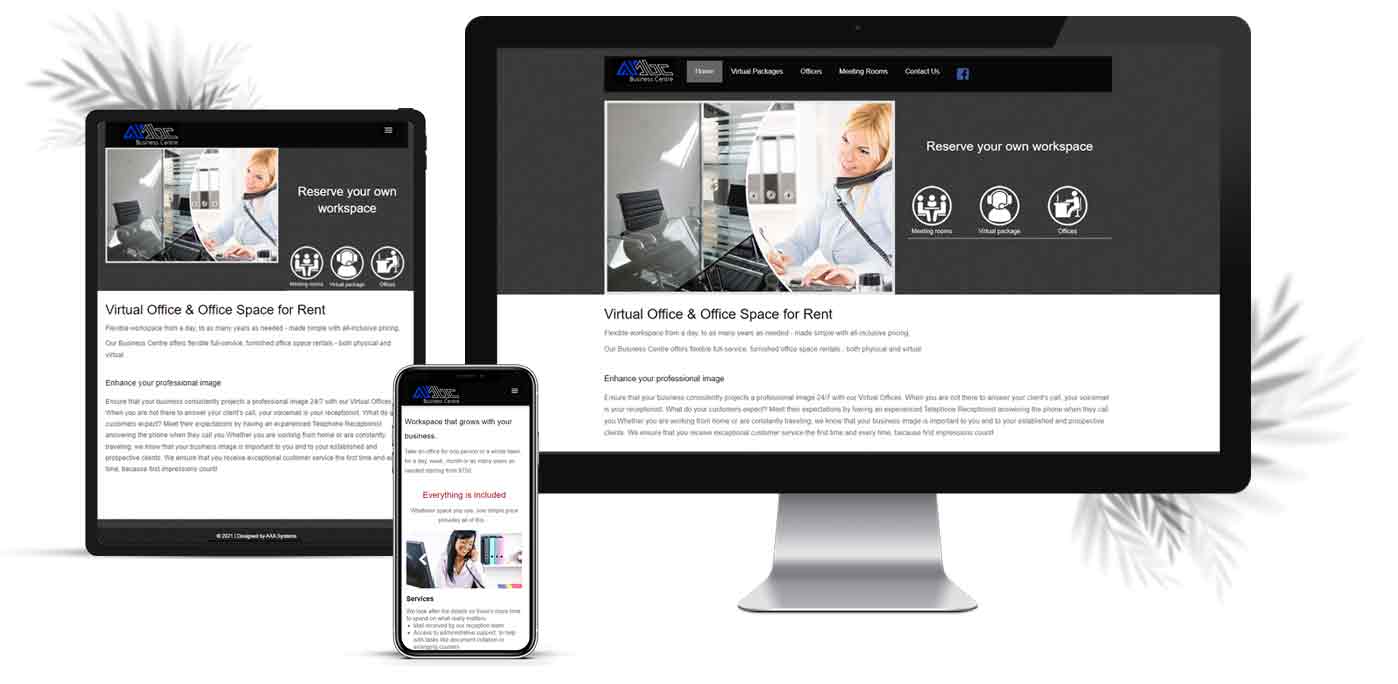 Business Centre
Reserve your own
workspace
Meeting rooms
Virtual package
Offices
Virtual Office & Office Space for Rent
Flexible workspace from a day, to as many years as needed - made simple with all-inclusive pricing.
Our Business Centre offers flexible full-service, furnished office space rentals - both physical and
virtual
Enhance your professional image
Ensure that your business consistently projects a professional image 24/7 with our Virtual Offices
When you are not there to answer your client's call, your voicemail is your receptionist. What do
customers expect? Meet their expectations by having an experienced Telephone Receptionist
answering the phone when they call you.Whether you are working from home or are constantly
traveling, we know that your business image is important to you and to your established and
prospective clients. We ensure that you receive exceptional customer service the first time and
time, because first impressions count!
© 2021 | Designed by AXA Systems
Business Centre
Workspace that grows with your
business.
Take an office for one person or a whole team,
for a day, week, month or as many years as
needed starting from
Everything is included
Whatever space you use, one simple price
provides all of this.
Services
We look after the details so there's more time
to spend on what really matters.
• Mail received by our reception team
• Access to administrative support, to help
with tasks like document collation or
arranging couriers
Business Centre
Home
Virtual Packages
Offices
Meeting Rooms
Contact Us
Reserve your own workspace
Meeting rooms
Virtual package
Offices
Virtual Office & Office Space for Rent
Flexible workspace from a day, to as many years as needed - made simple with all-inclusive pricing.
Our Business Centre offers flexible full-service, furnished office space rentals - both physical and virtual
Enhance your professional image
Ensure that your business consistently projects a professional image 24/7 with our Virtual Offices. When you are not there to answer your client's call, your voicemail
is your receptionist. What do your customers expect? Meet their expectations by having an experienced Telephone Receptionist answering the phone when they call
you.Whether you are working from home or are constantly traveling, we know that your business image is important to you and to your established and prospective
clients. We ensure that you receive exceptional customer service the first time and every time, because first impressions count!